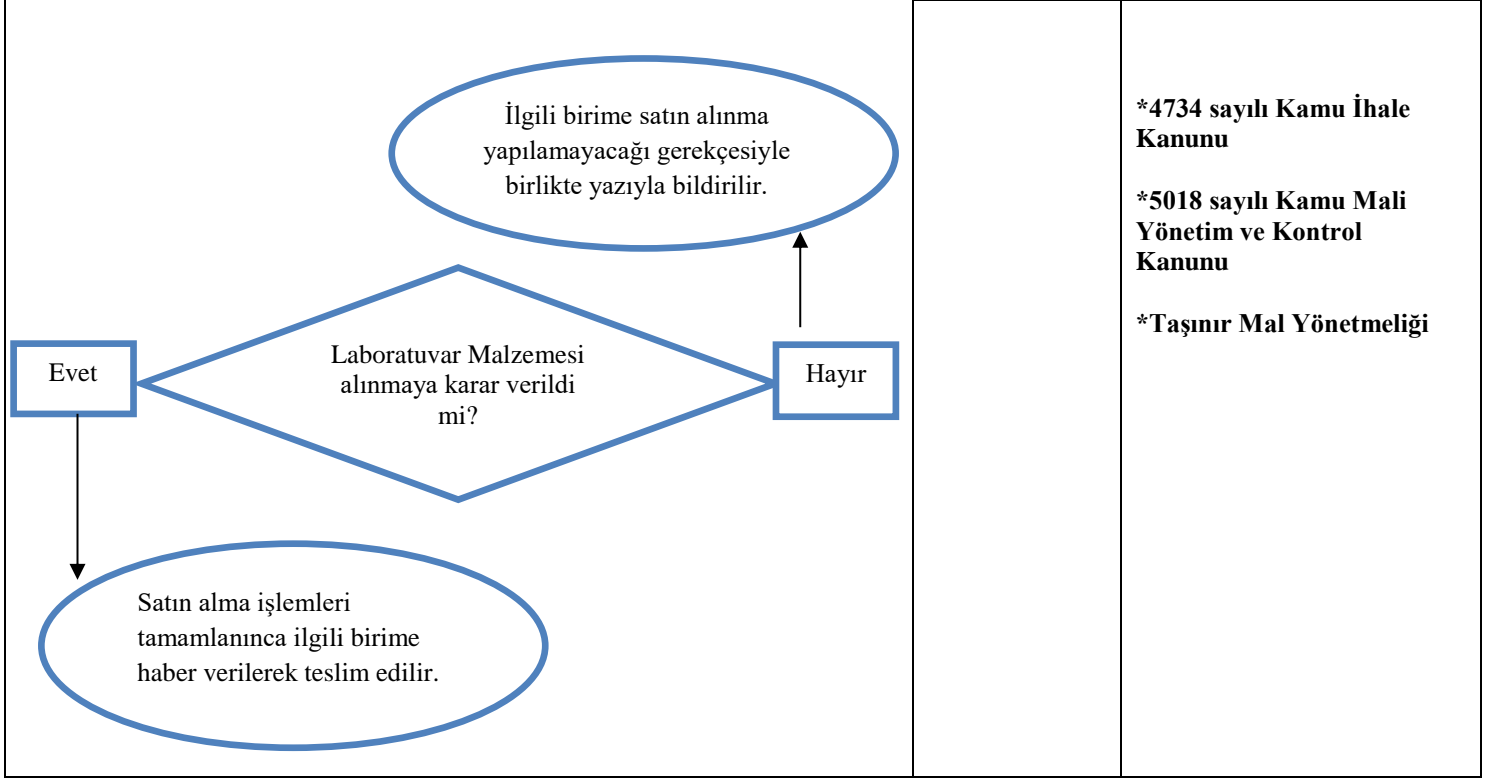 İlgili birime satın alınma
yapılamayacağı gerekçesiyle
birlikte yazıyla bildirilir.
Evet
Laboratuvar Malzemesi
alınmaya karar verildi
mi?
Hayır
Satın alma işlemleri
tamamlanınca ilgili birime
haber verilerek teslim edilir.
*4734 sayılı Kamu İhale
Kanunu
*5018 sayılı Kamu Mali
Yönetim ve Kontrol
Kanunu
*Taşınır Mal Yönetmeliği